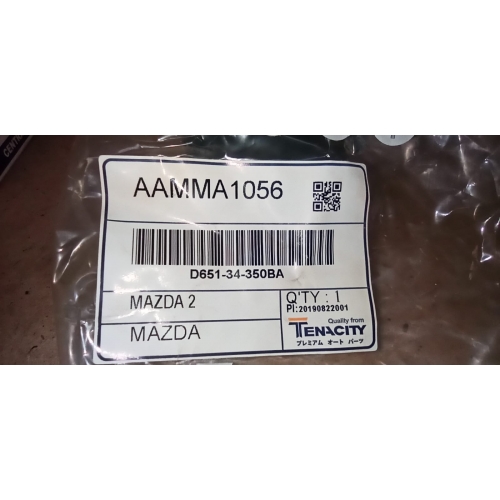 AAMMA1056
D651-34-350BA
MAZDA 2
Q'TY : 1
PI:20190822001
MAZDA
Quality from
TENACITY
プレミアム オート パーツ